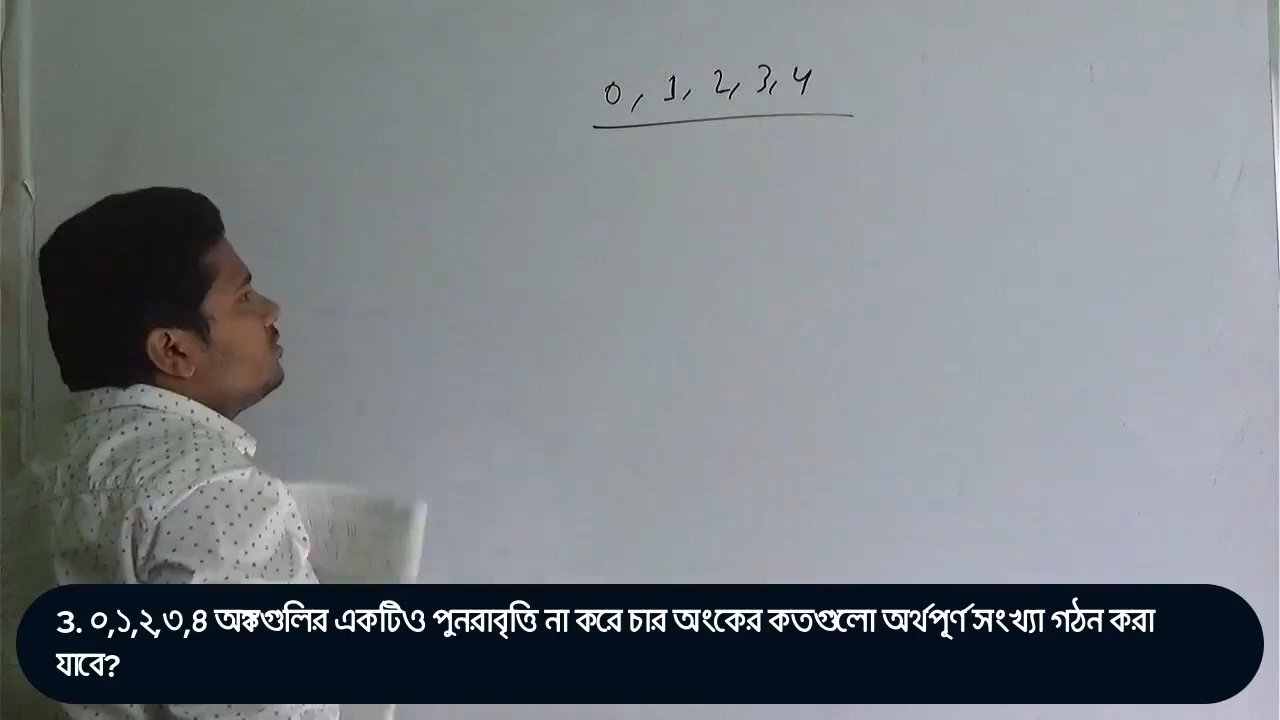 0, 1, 2, 3, 4
3. ০,১,২,৩,৪ অঙ্কগুলির একটিও পুনরাবৃত্তি না করে চার অংকের কতগুলো অর্থপূর্ণ সংখ্যা গঠন করা
যাবে?